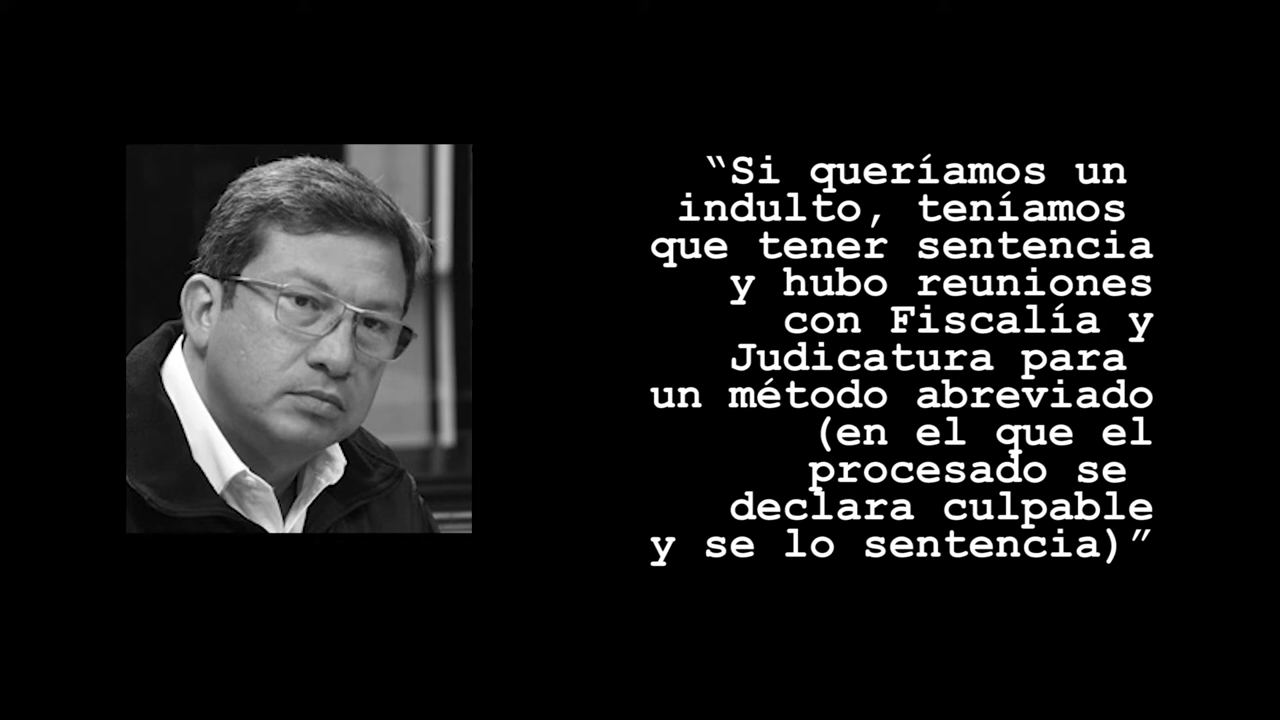 “Si queríamos un
indulto, teníamos
que tener sentencia
y hubo reuniones
con Fiscalía y
Judicatura para
un método abreviado
(en el que el
procesado se
declara culpable
y se lo sentencia)”